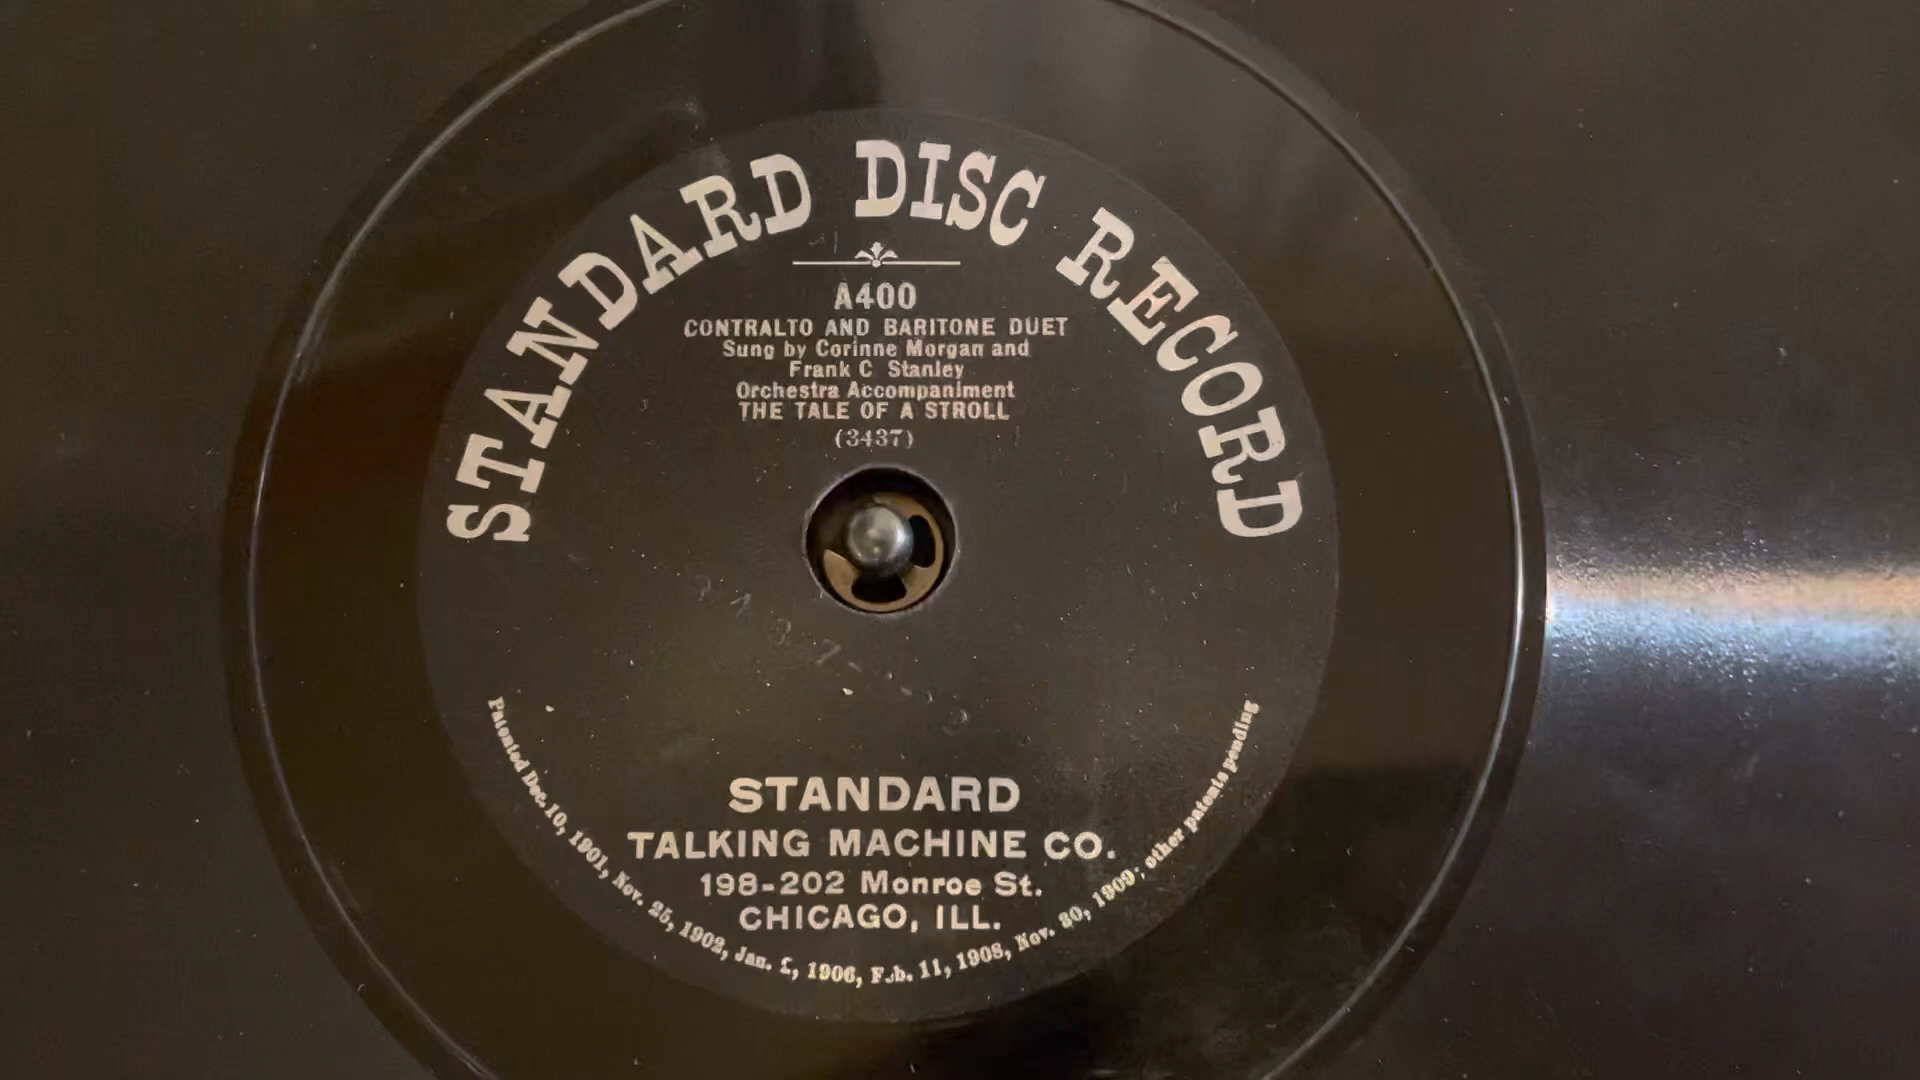 STANDARD DISC RECORD
A400
CONTRALTO AND BARITONE DUET
Sung by Corinne Morgan and
Frank C Stanley
Orchestra Accompaniment
THE TALE OF A STROLL
(3437)
STANDARD
TALKING MACHINE CO.
198-202 Monroe St.
CHICAGO, ILL.
Patented Dec. 10, 1901, Nov. 25, 1902, Jan. 2, 1906, Feb. 11, 1908, Nov. 30, 1909; other patents pending